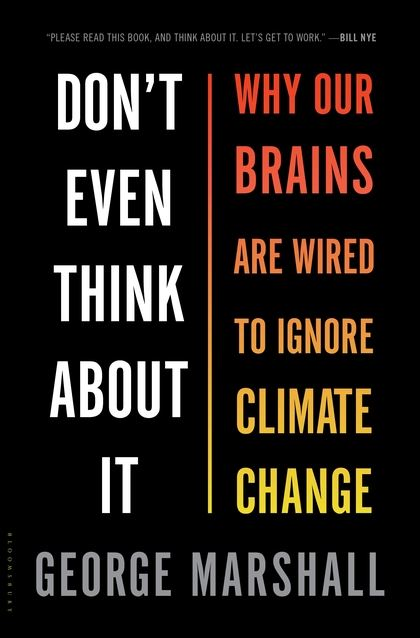 "PLEASE READ THIS BOOK, AND THINK ABOUT IT. LET'S GET TO WORK." —BILL NYE
DON'T
EVEN
THINK
ABOUT
IT
WHY OUR
BRAINS
ARE WIRED
TO IGNORE
CLIMATE
CHANGE
BLOOMSBURY
GEORGE MARSHALL